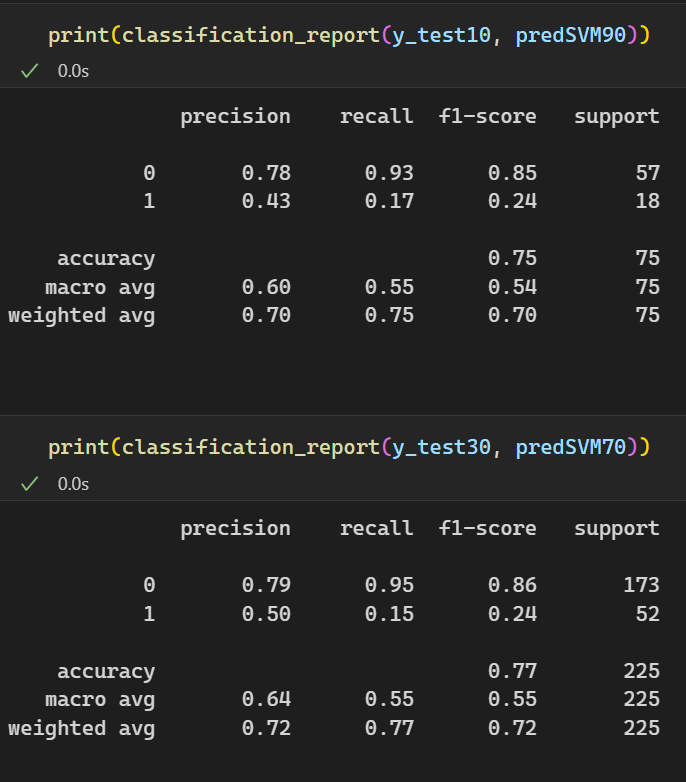 print(classification_report(y_test10, predSVM90))
0.0s
precision recall f1-score support
0 0.78 0.93 0.85 57
1 0.43 0.17 0.24 18
accuracy 0.75 75
macro avg 0.60 0.55 0.54 75
weighted avg 0.70 0.75 0.70 75
print(classification_report(y_test30, predSVM70))
0.0s
precision recall f1-score support
0 0.79 0.95 0.86 173
1 0.50 0.15 0.24 52
accuracy 0.77 225
macro avg 0.64 0.55 0.55 225
weighted avg 0.72 0.77 0.72 225